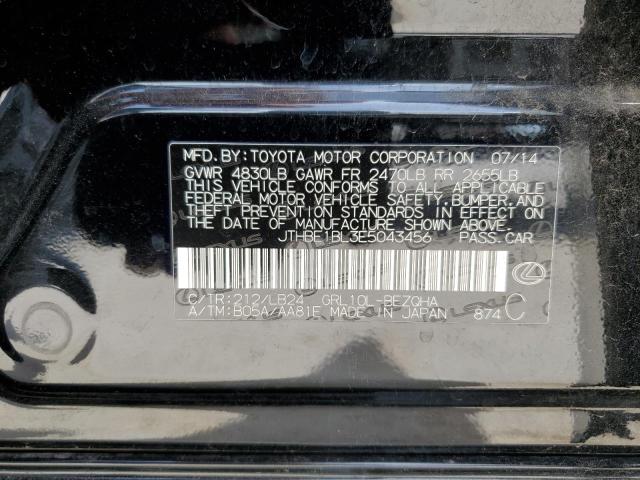 MFD.BY:TOYOTA MOTOR CORPORATION 07/14
GVWR 4830LB GAWR FR 2470LB RR 2655LB
THIS VEHICLE CONFORMS TO ALL APPLICABLE
FEDERAL MOTOR VEHICLE SAFETY,BUMPER,AND
THEFT PREVENTION STANDARDS IN EFFECT ON
THE DATE OF MANUFACTURE SHOWN ABOVE.
JTHBE1BL3E5043456 PASS.CAR
C/TR:212/LB24 GRL10L-BEZQHA
A/TM:B05A/AA81E MADE IN JAPAN 874C